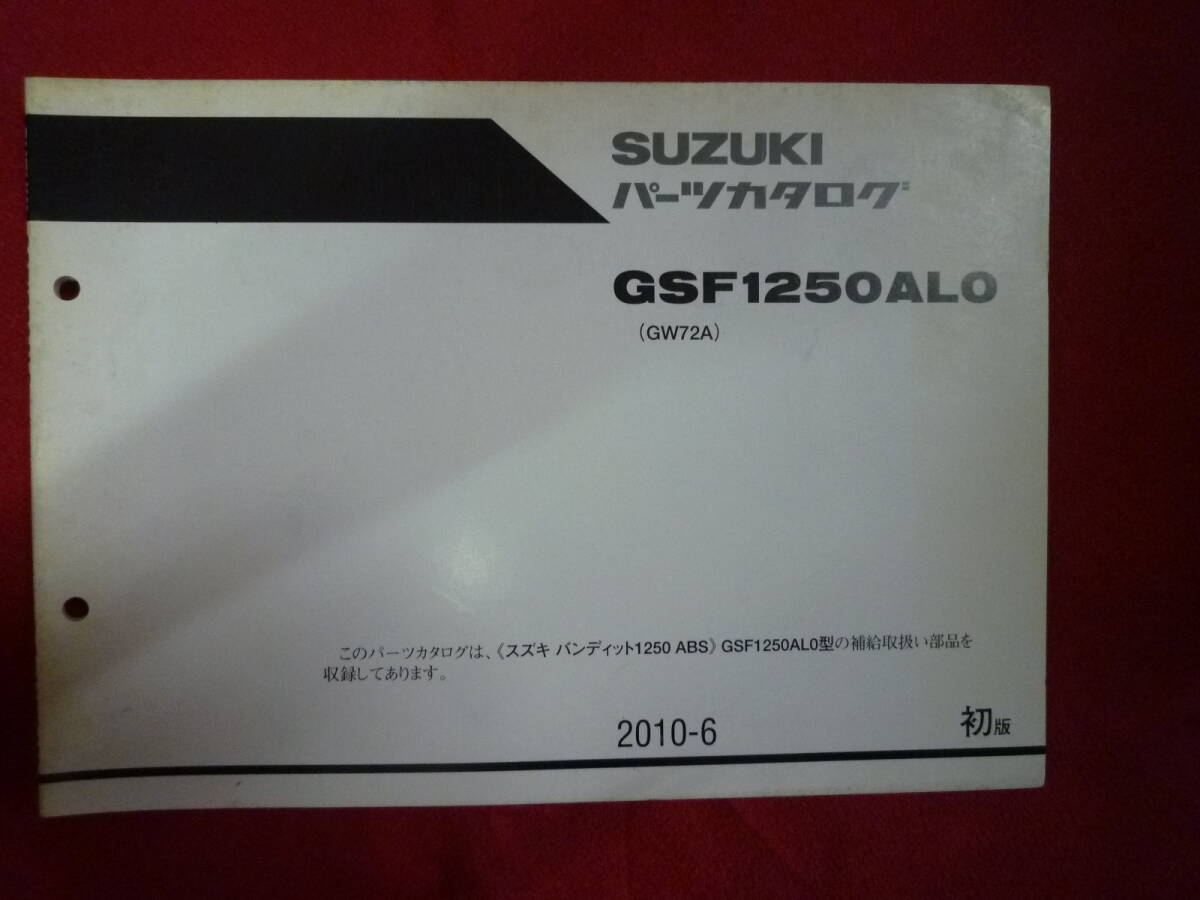 SUZUKI
パーツカタログ
GSF1250AL0
(GW72A)
このパーツカタログは、《スズキ バンディット1250 ABS》GSF1250AL0型の補給取扱い部品を
収録してあります。
2010-6
初版